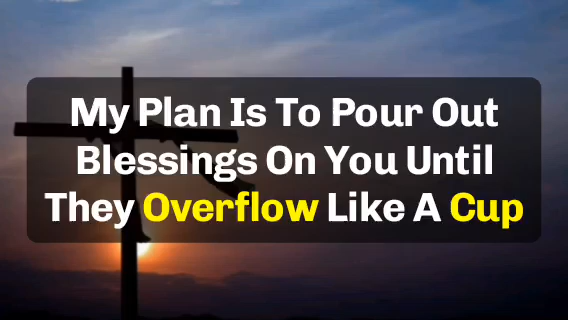 My Plan Is To Pour Out
Blessings On You Until
They Overflow Like A Cup